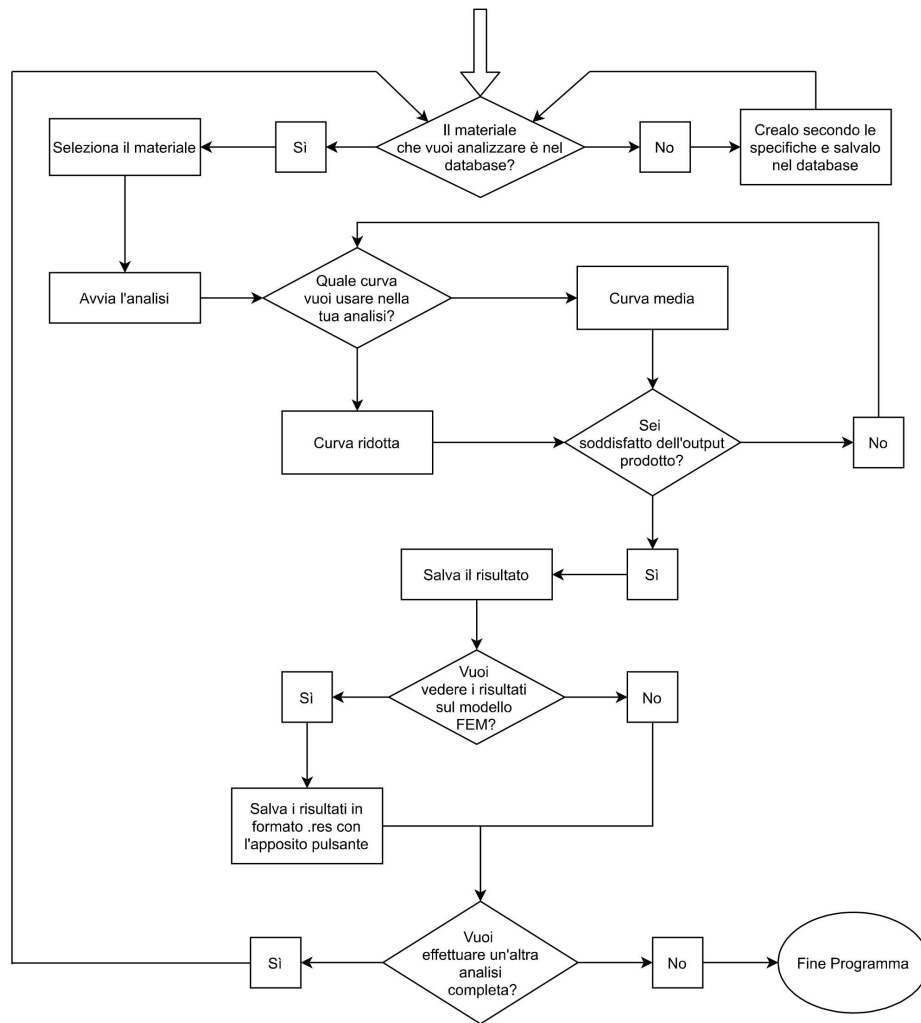 Il materiale
che vuoi analizzare è nel
database?
Sì
Seleziona il materiale
No
Crealo secondo le
specifiche e salvalo
nel database
Avvia l'analisi
Quale curva
vuoi usare nella
tua analisi?
Curva media
Curva ridotta
Sei
soddisfatto dell'output
prodotto?
No
Sì
Salva il risultato
Vuoi
vedere i risultati
sul modello
FEM?
Sì
No
Salva i risultati in
formato .res con
l'apposito pulsante
Vuoi
effettuare un'altra
analisi
completa?
Sì
No
Fine Programma